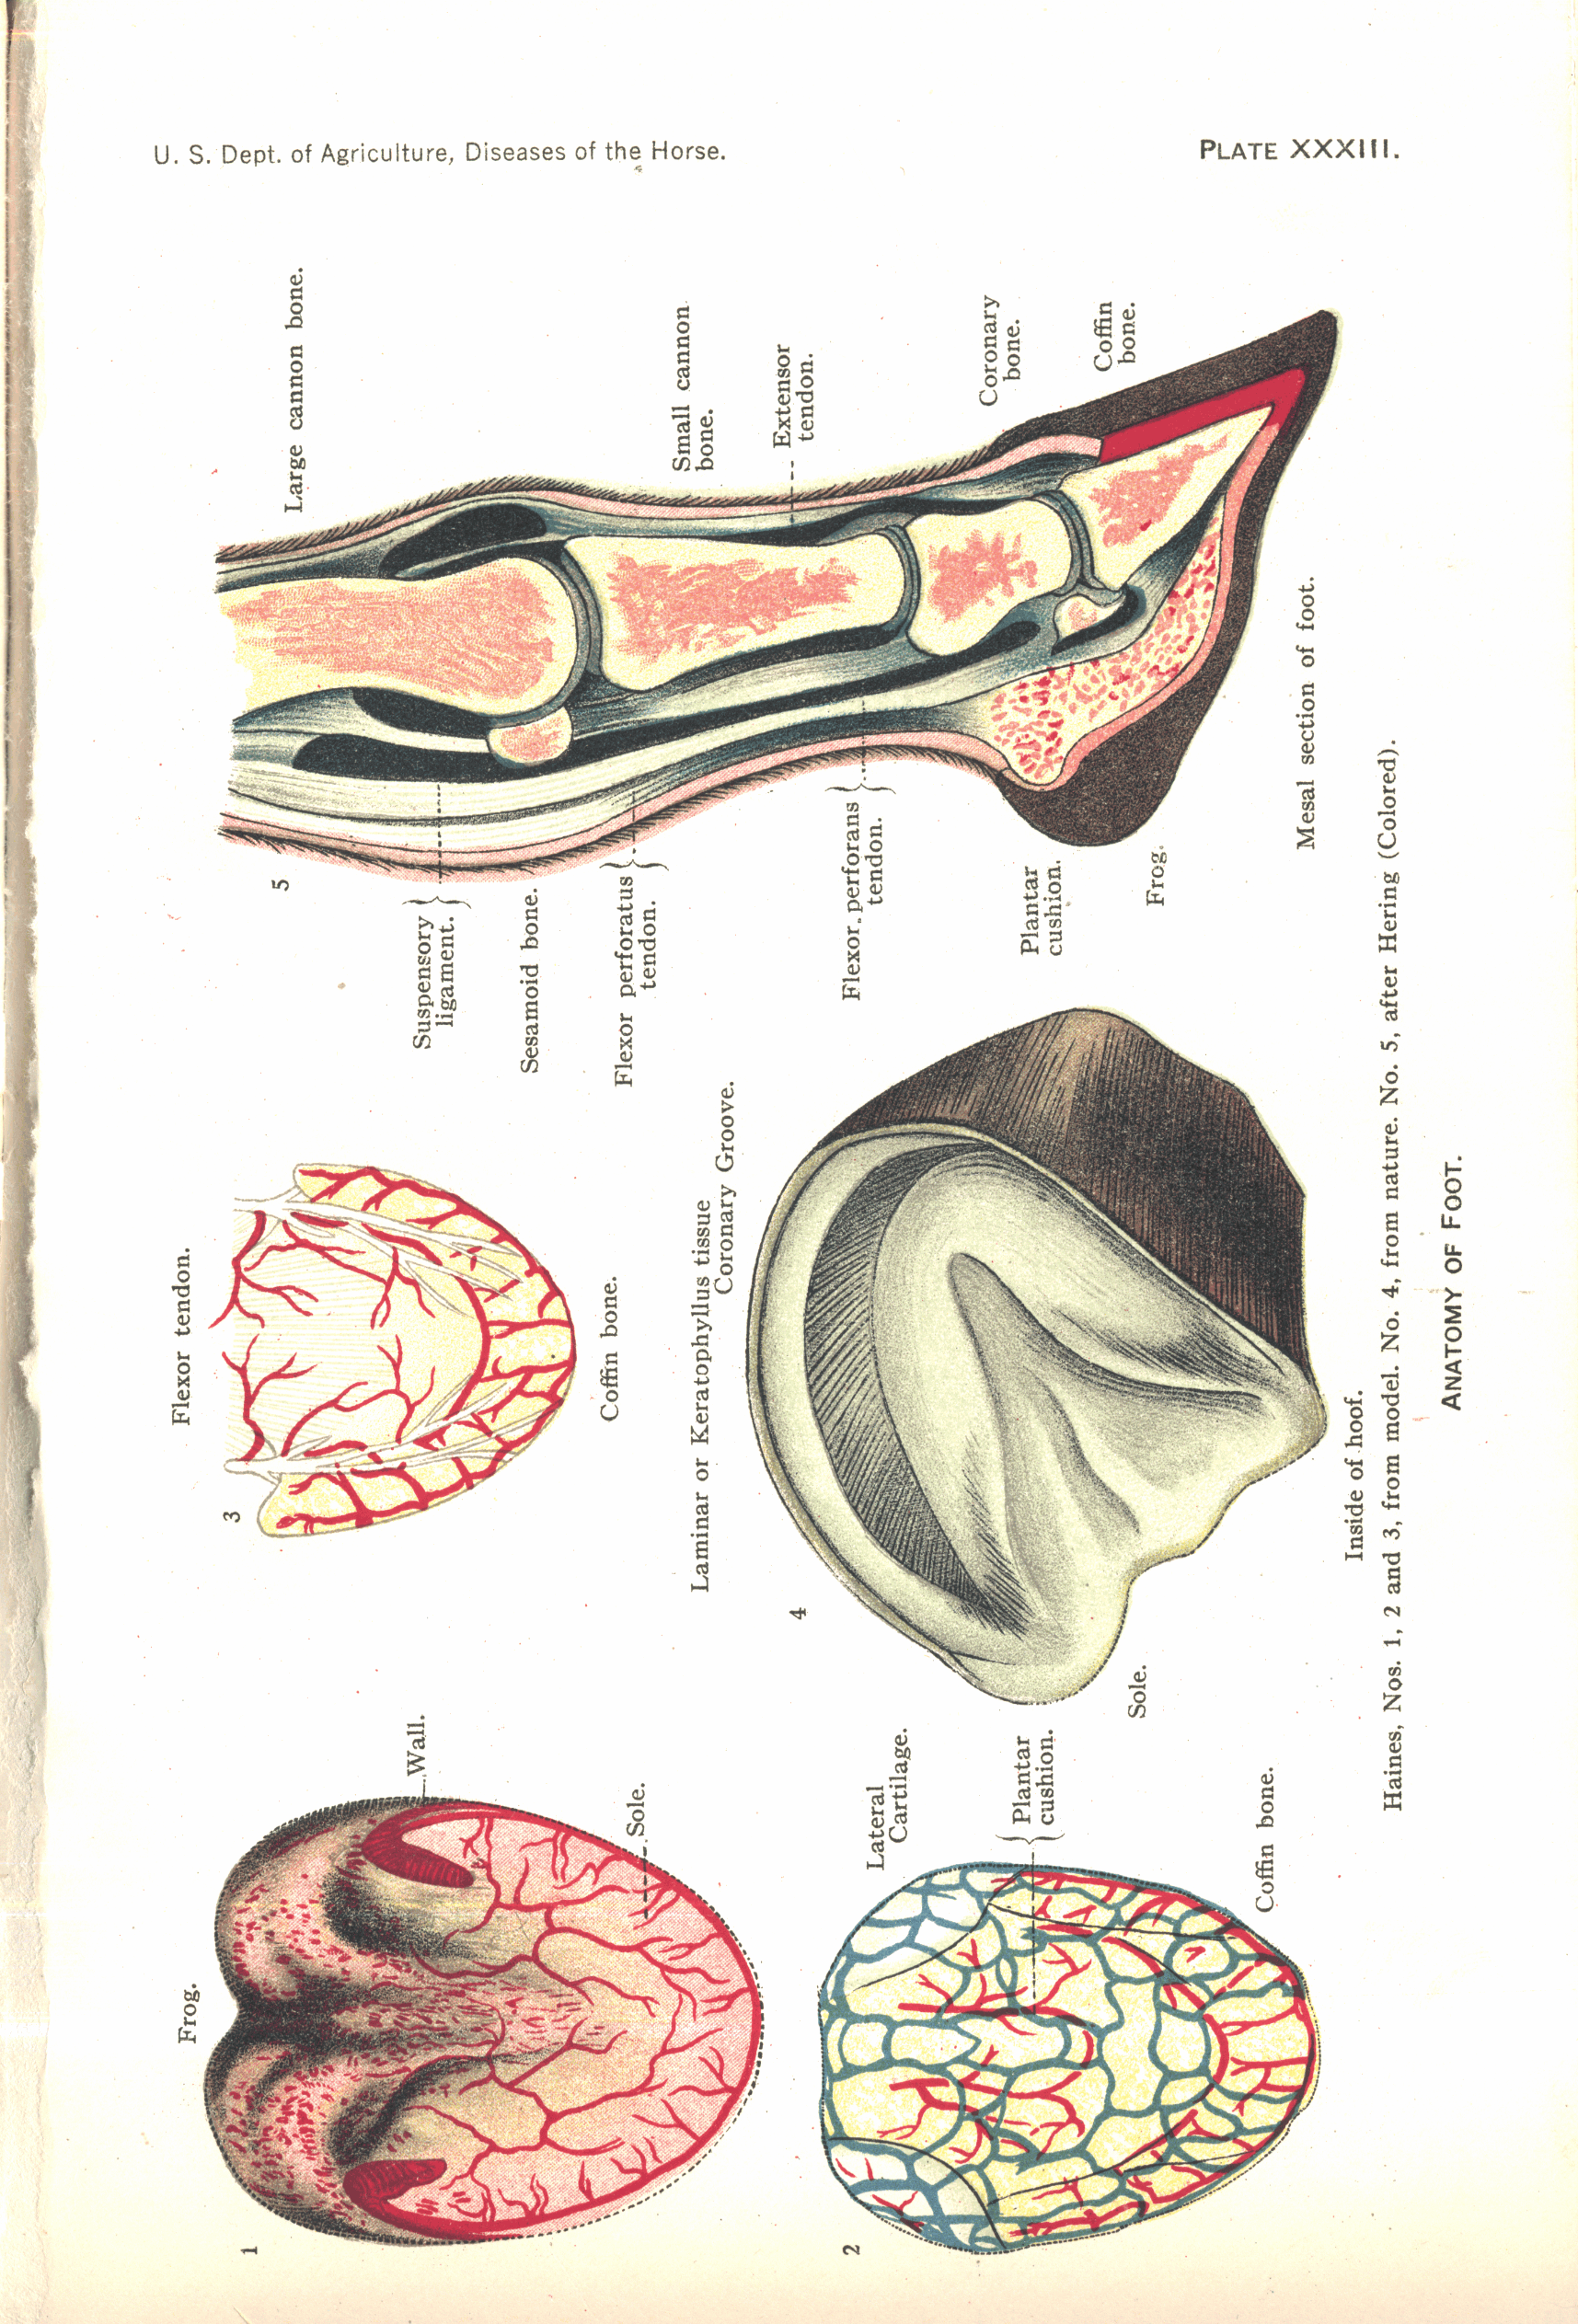 U. S. Dept. of Agriculture, Diseases of the Horse.
PLATE XXXIII.
1
Frog.
Wall.
Sole.
2
Lateral
Cartilage.
Plantar
cushion.
Coffin bone.
3
Flexor tendon.
Coffin bone.
4
Laminar or Keratophyllus tissue
Coronary Groove.
Sole.
Inside of hoof.
5
Large cannon bone.
Suspensory
ligament.
Sesamoid bone.
Flexor perforatus
tendon.
Small cannon
bone.
Extensor
tendon.
Flexor perforans
tendon.
Coronary
bone.
Coffin
bone.
Plantar
cushion.
Frog.
Mesal section of foot.
Haines, Nos. 1, 2 and 3, from model. No. 4, from nature. No. 5, after Hering (Colored).
ANATOMY OF FOOT.